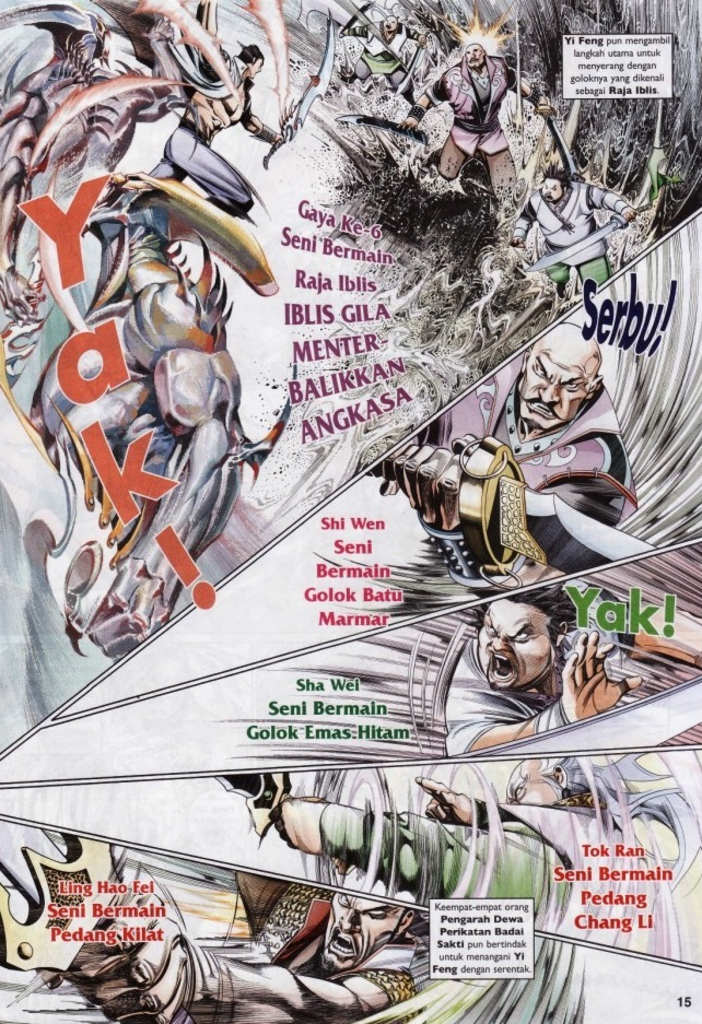 Yi Feng pun mengambil
langkah utama untuk
menyerang dengan
goloknya yang dikenali
sebagai Raja Iblis.
Yak!
Gaya Ke-6
Seni Bermain
Raja Iblis
IBLIS GILA
MENTER-
BALIKKAN
ANGKASA
Serbu!
Shi Wen
Seni
Bermain
Golok Batu
Marmar
Yak!
Sha Wei
Seni Bermain
Golok Emas Hitam
Tok Ran
Seni Bermain
Pedang
Chang Li
Ling Hao Fei
Seni Bermain
Pedang Kilat
Keempat-empat orang
Pengarah Dewa
Perikatan Badai
Sakti pun bertindak
untuk menangani Yi
Feng dengan serentak.
15